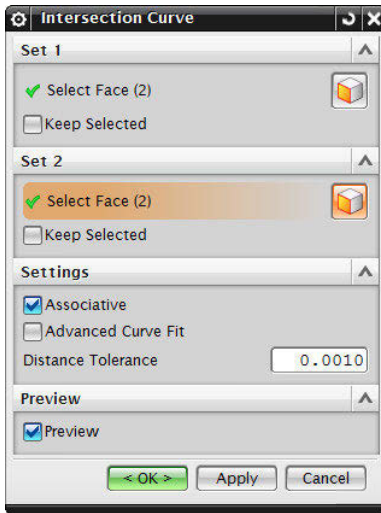 Intersection Curve
Set 1
Select Face (2)
Keep Selected
Set 2
Select Face (2)
Keep Selected
Settings
Associative
Advanced Curve Fit
Distance Tolerance 0.0010
Preview
Preview
< OK > Apply Cancel